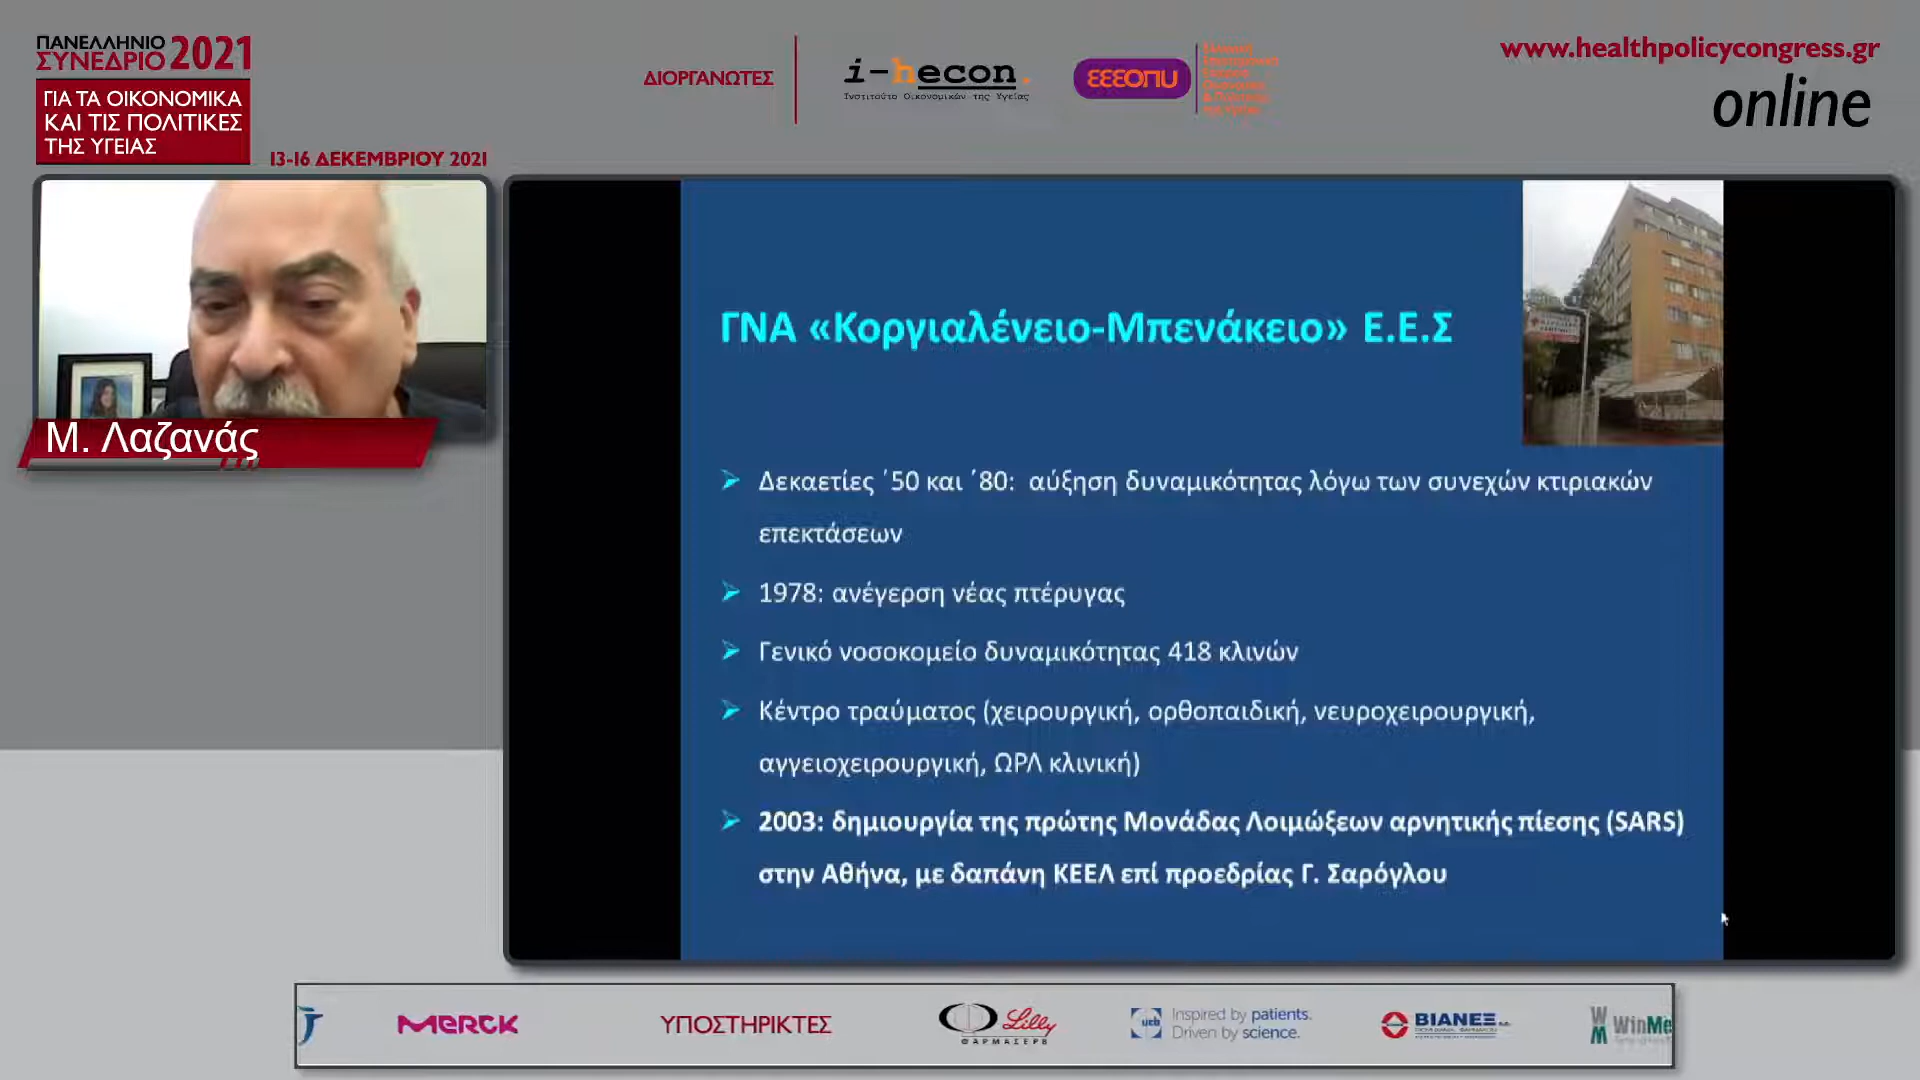 ΠΑΝΕΛΛΗΝΙΟ
ΣΥΝΕΔΡΙΟ 2021
ΓΙΑ ΤΑ ΟΙΚΟΝΟΜΙΚΑ
ΚΑΙ ΤΙΣ ΠΟΛΙΤΙΚΕΣ
ΤΗΣ ΥΓΕΙΑΣ
13-16 ΔΕΚΕΜΒΡΙΟΥ 2021
ΔΙΟΡΓΑΝΩΤΕΣ
i-hecon.
Ινστιτούτο Οικονομικών της Υγείας
ΕΕΕΟΠΥ
www.healthpolicycongress.gr
online
Μ. Λαζανάς
ΓΝΑ «Κοργιαλένειο-Μπενάκειο» Ε.Ε.Σ
Δεκαετίες ΄50 και ΄80: αύξηση δυναμικότητας λόγω των συνεχών κτιριακών
επεκτάσεων
1978: ανέγερση νέας πτέρυγας
Γενικό νοσοκομείο δυναμικότητας 418 κλινών
Κέντρο τραύματος (χειρουργική, ορθοπαιδική, νευροχειρουργική,
αγγειοχειρουργική, ΩΡΛ κλινική)
2003: δημιουργία της πρώτης Μονάδας Λοιμώξεων αρνητικής πίεσης (SARS)
στην Αθήνα, με δαπάνη ΚΕΕΛ επί προεδρίας Γ. Σαρόγλου
MERCK
ΥΠΟΣΤΗΡΙΚΤΕΣ
Lilly
ΦΑΡΜΑΣΕΡΒ
ucb
Inspired by patients.
Driven by science.
ΒΙΑΝΕΞ
WinMe